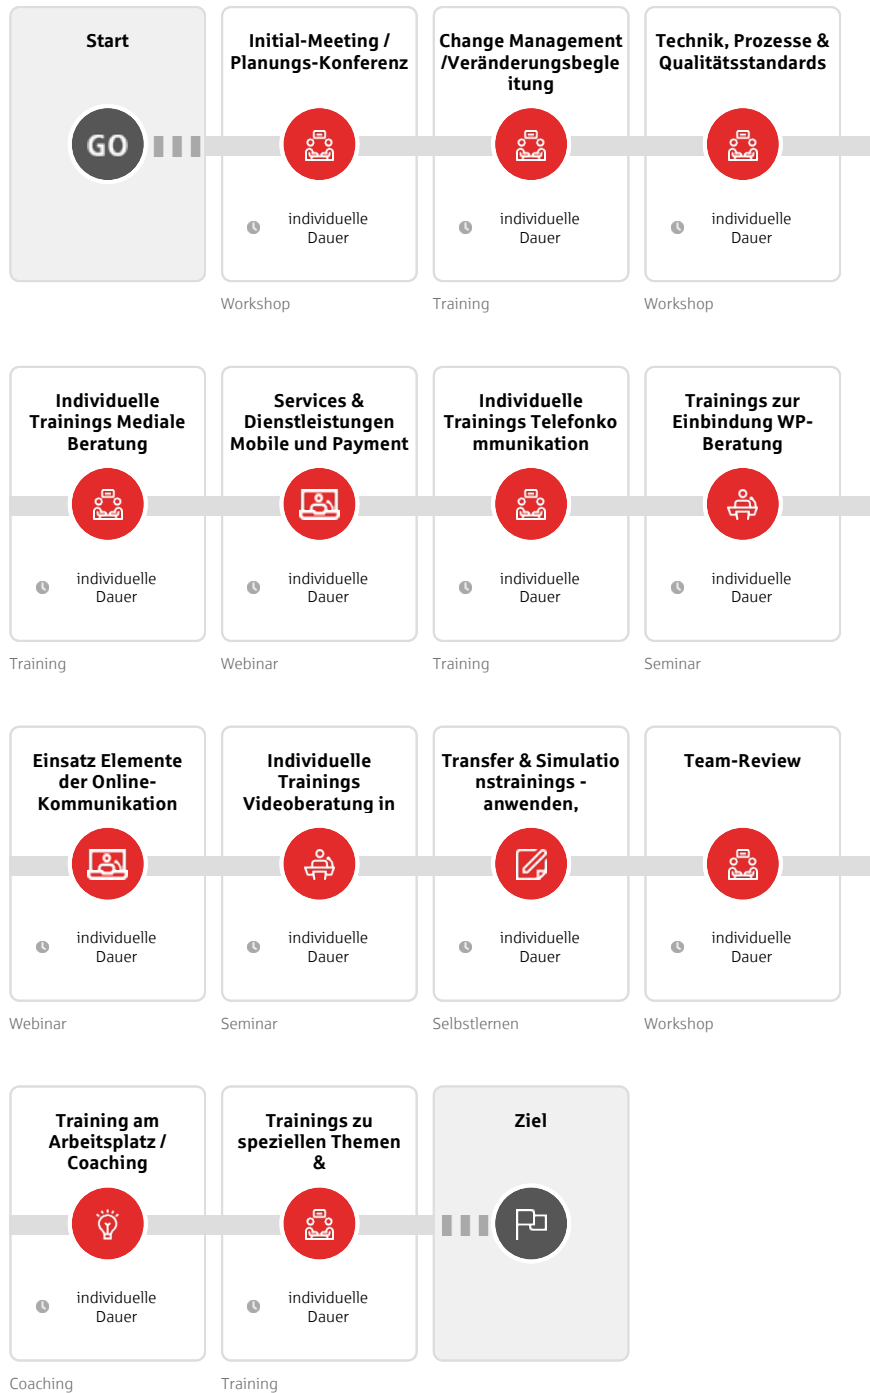 Start
GO
Initial-Meeting /
Planungs-Konferenz
individuelle
Dauer
Workshop
Change Management
/Veränderungsbegle
itung
individuelle
Dauer
Training
Technik, Prozesse &
Qualitätsstandards
individuelle
Dauer
Workshop
Individuelle
Trainings Mediale
Beratung
individuelle
Dauer
Training
Services &
Dienstleistungen
Mobile und Payment
individuelle
Dauer
Webinar
Individuelle
Trainings Telefonko
mmunikation
individuelle
Dauer
Training
Trainings zur
Einbindung WP-
Beratung
individuelle
Dauer
Seminar
Einsatz Elemente
der Online-
Kommunikation
individuelle
Dauer
Webinar
Individuelle
Trainings
Videoberatung in
individuelle
Dauer
Seminar
Transfer & Simulatio
nstrainings -
anwenden,
individuelle
Dauer
Selbstlernen
Team-Review
individuelle
Dauer
Workshop
Training am
Arbeitsplatz /
Coaching
individuelle
Dauer
Coaching
Trainings zu
speziellen Themen
&
individuelle
Dauer
Training
Ziel